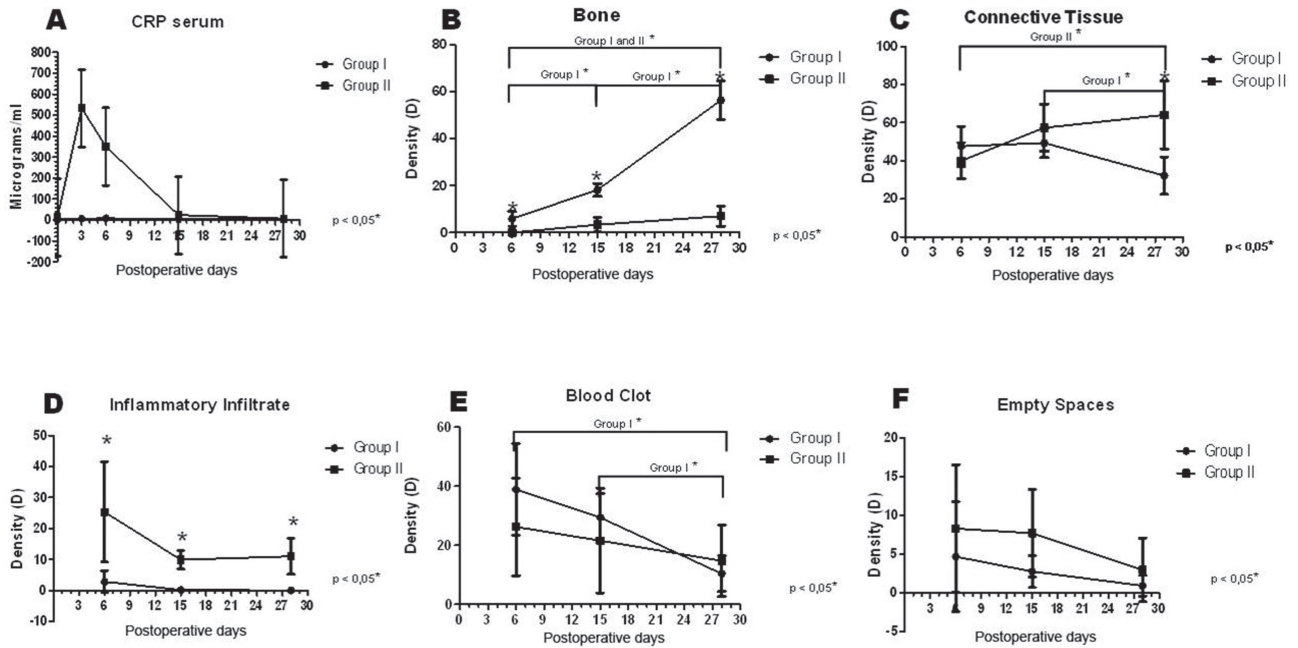 A
CRP serum
800
700
600
500
400
300
200
100
0
-100
-200
3 6 9 12 15 18 21 24 27 30
Micrograms/ml
Postoperative days
Group I
Group II
p < 0,05*
B
Bone
80
60
40
20
0
0 3 6 9 12 15 18 21 24 27 30
Density (D)
Postoperative days
Group I and II *
Group I *
Group I *
*
*
*
Group I
Group II
p < 0,05*
C
Connective Tissue
100
80
60
40
20
0
0 3 6 9 12 15 18 21 24 27 30
Density (D)
Postoperative days
Group II *
Group I *
*
Group I
Group II
p < 0,05*
D
Inflammatory Infiltrate
50
40
30
20
10
0
-10
3 6 9 12 15 18 21 24 27 30
Density (D)
Postoperative days
*
*
*
Group I
Group II
p < 0,05*
E
Blood Clot
60
40
20
0
0 3 6 9 12 15 18 21 24 27 30
Density (D)
Postoperative days
Group I *
Group I *
Group I
Group II
p < 0,05*
F
Empty Spaces
20
15
10
5
0
-5
3 6 9 12 15 18 21 24 27 30
Density (D)
Postoperative days
Group I
Group II
p < 0,05*